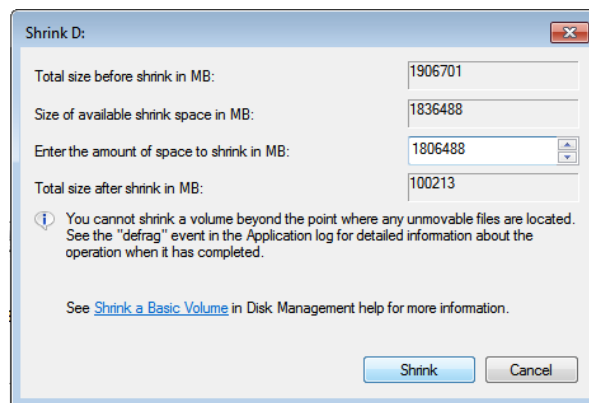 Shrink D:
Total size before shrink in MB: 1906701
Size of available shrink space in MB: 1836488
Enter the amount of space to shrink in MB: 1806488
Total size after shrink in MB: 100213
You cannot shrink a volume beyond the point where any unmovable files are located.
See the "defrag" event in the Application log for detailed information about the
operation when it has completed.
See Shrink a Basic Volume in Disk Management help for more information.
Shrink Cancel